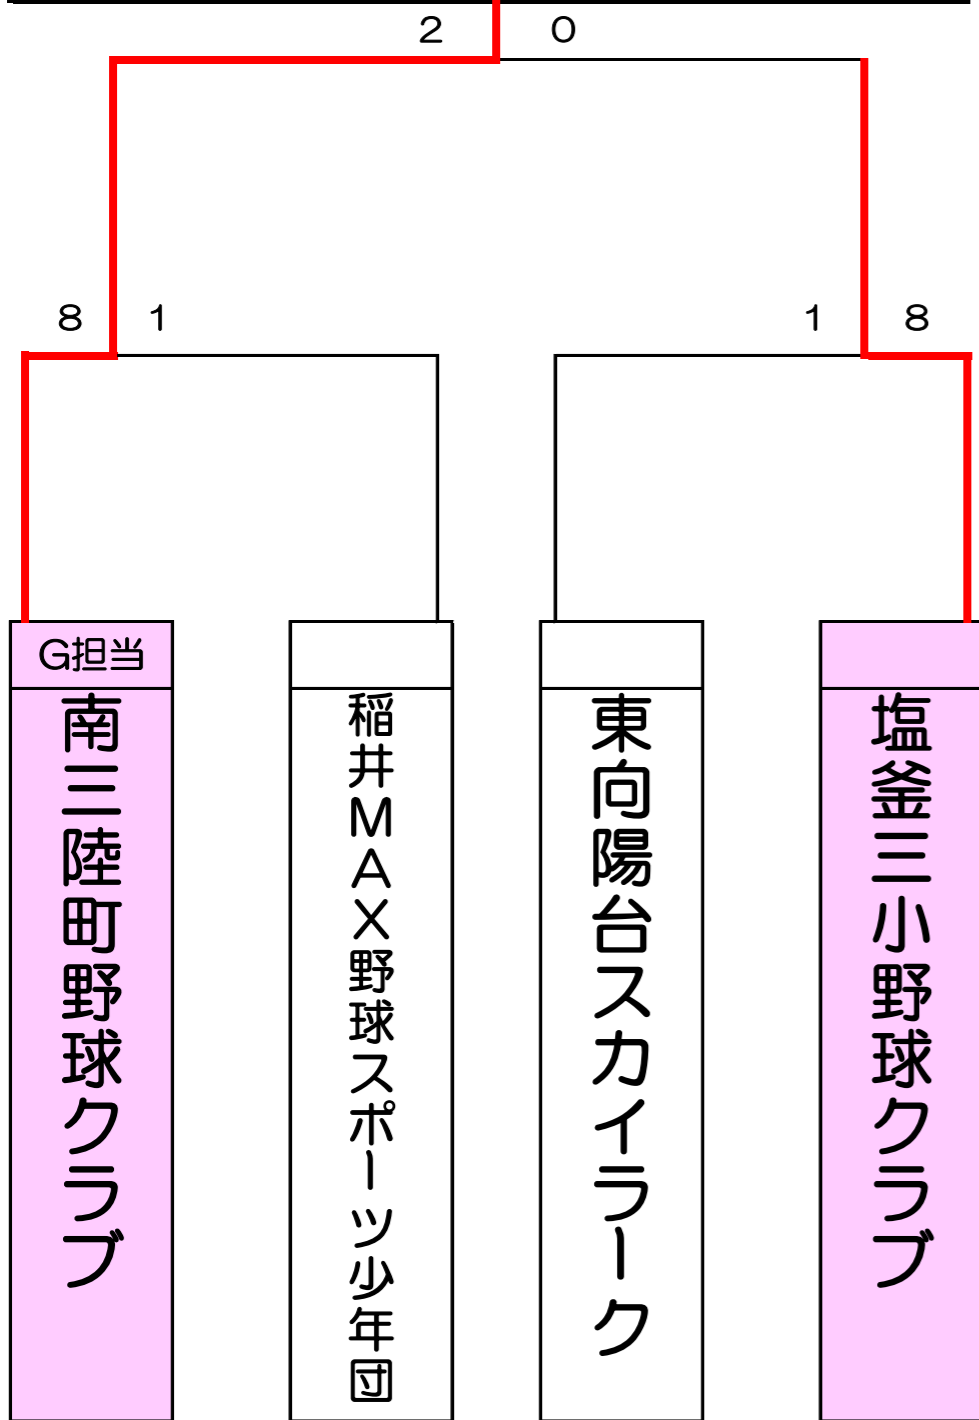 2 0
8 1 1 8
G担当
南三陸町野球クラブ
稲井MAX野球スポーツ少年団
東向陽台スカイラーク
塩釜三小野球クラブ